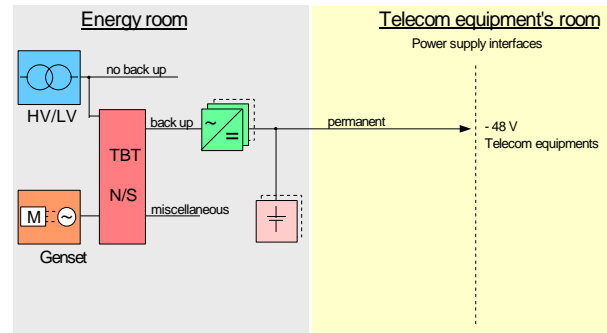 Energy room
Telecom equipment's room
Power supply interfaces
no back up
HV/LV
back up
permanent
- 48 V
Telecom equipments
TBT
N/S
miscellaneous
M
Genset